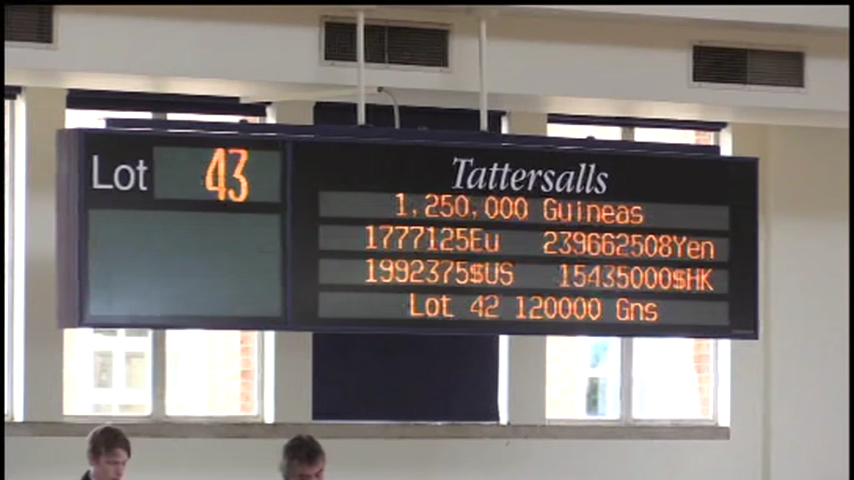 Lot 43
Tattersalls
1,250,000 Guineas
1777125Eu 239662508Yen
1992375$US 15435000$HK
Lot 42 120000 Gns